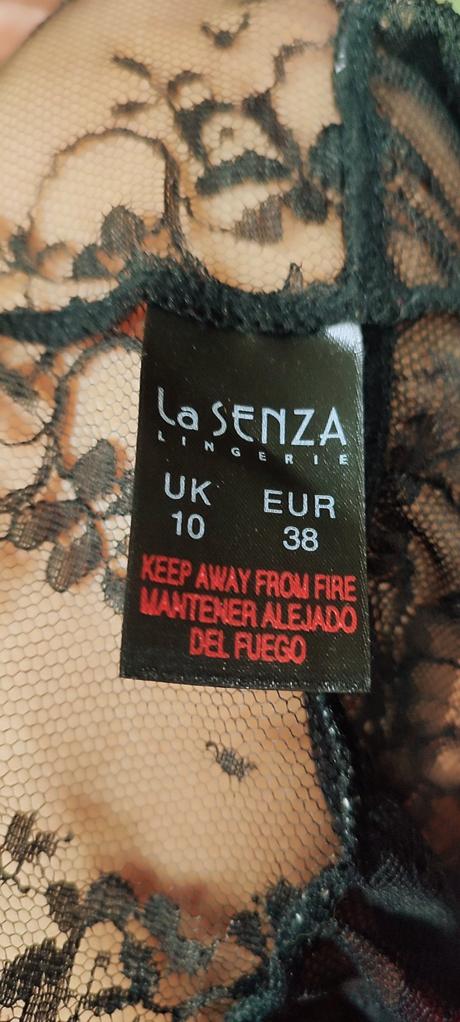 La SENZA
LINGERIE
UK EUR
10 38
KEEP AWAY FROM FIRE
MANTENER ALEJADO
DEL FUEGO